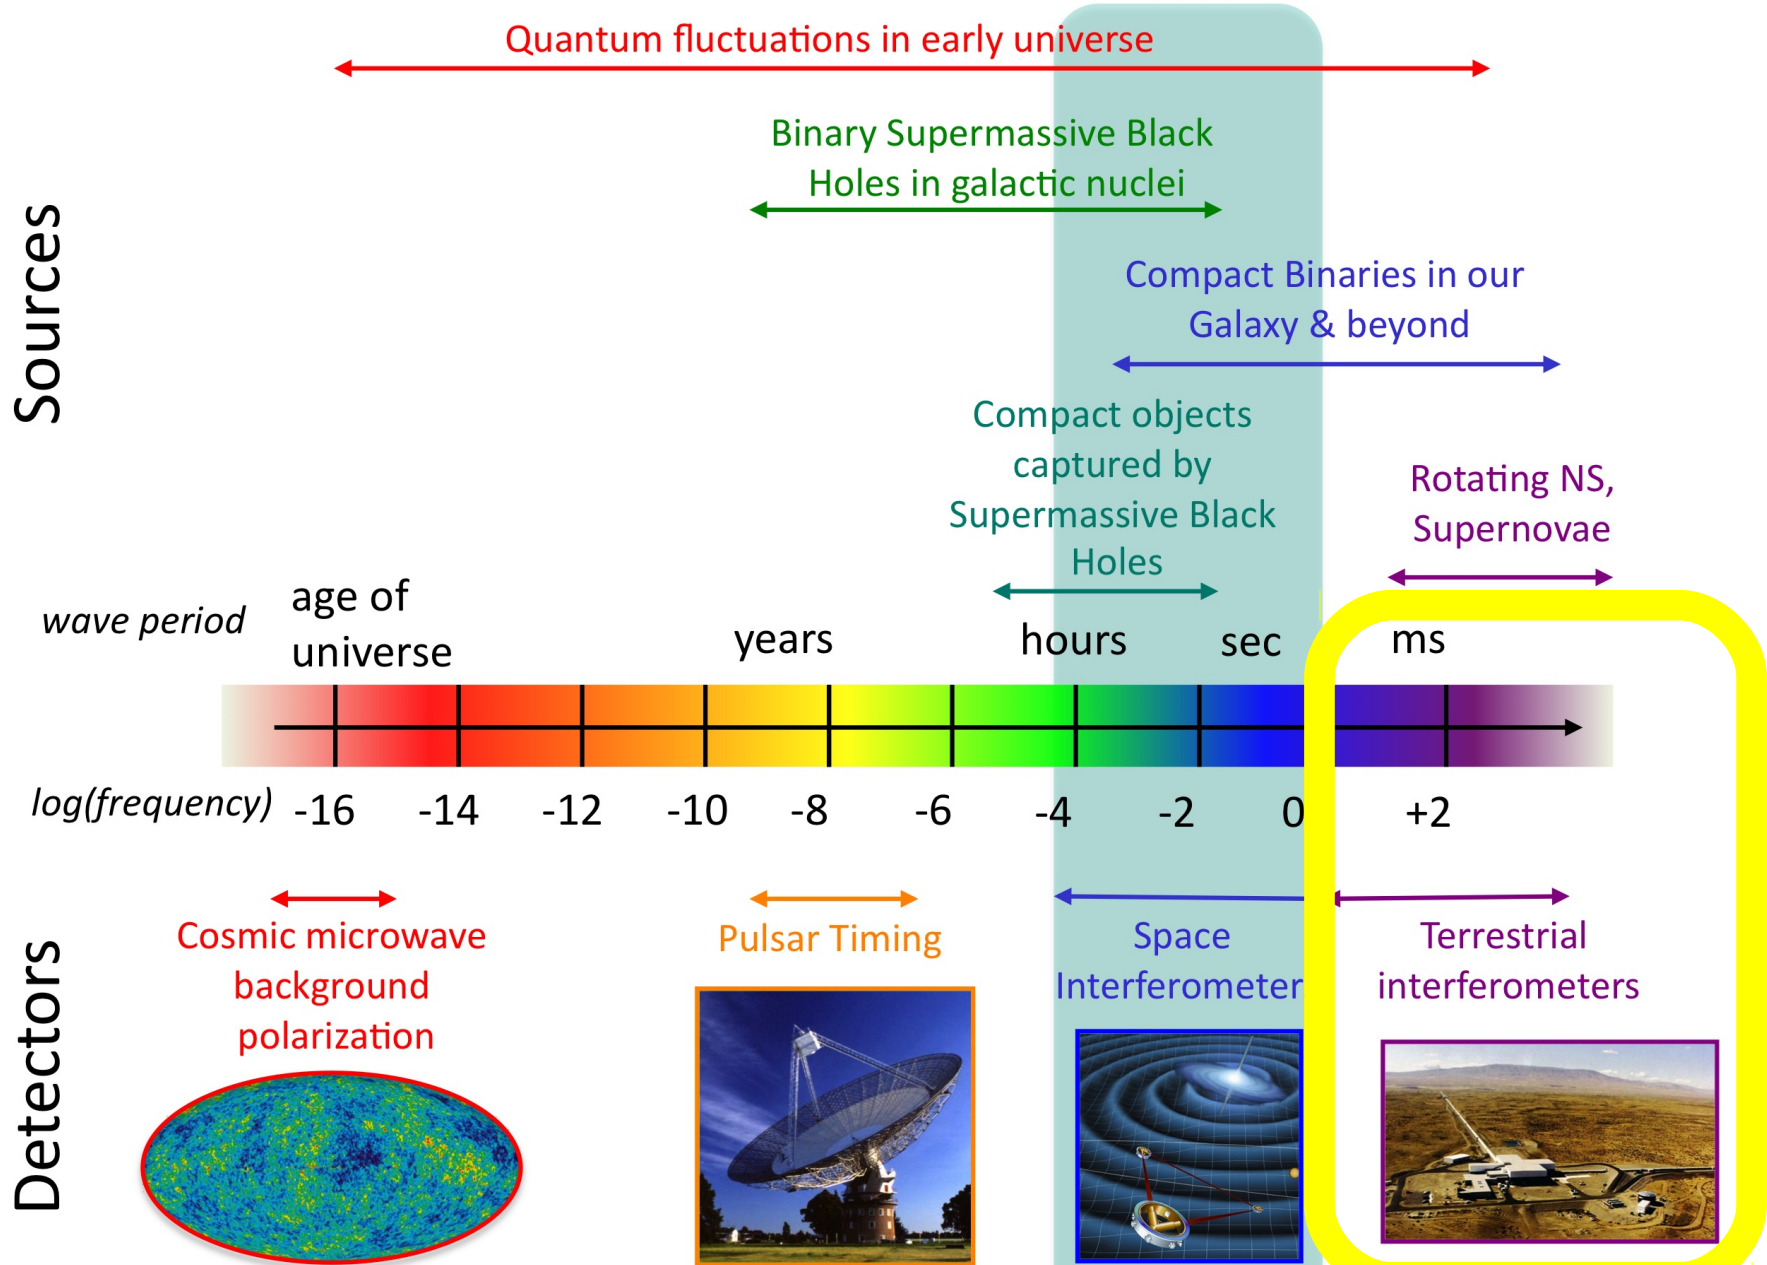 Quantum fluctuations in early universe
Binary Supermassive Black
Holes in galactic nuclei
Compact Binaries in our
Galaxy & beyond
Compact objects
captured by
Supermassive Black
Holes
Rotating NS,
Supernovae
Sources
wave period
age of
universe
years
hours
sec
ms
log(frequency)
-16
-14
-12
-10
-8
-6
-4
-2
0
+2
Detectors
Cosmic microwave
background
polarization
Pulsar Timing
Space
Interferometer
Terrestrial
interferometers